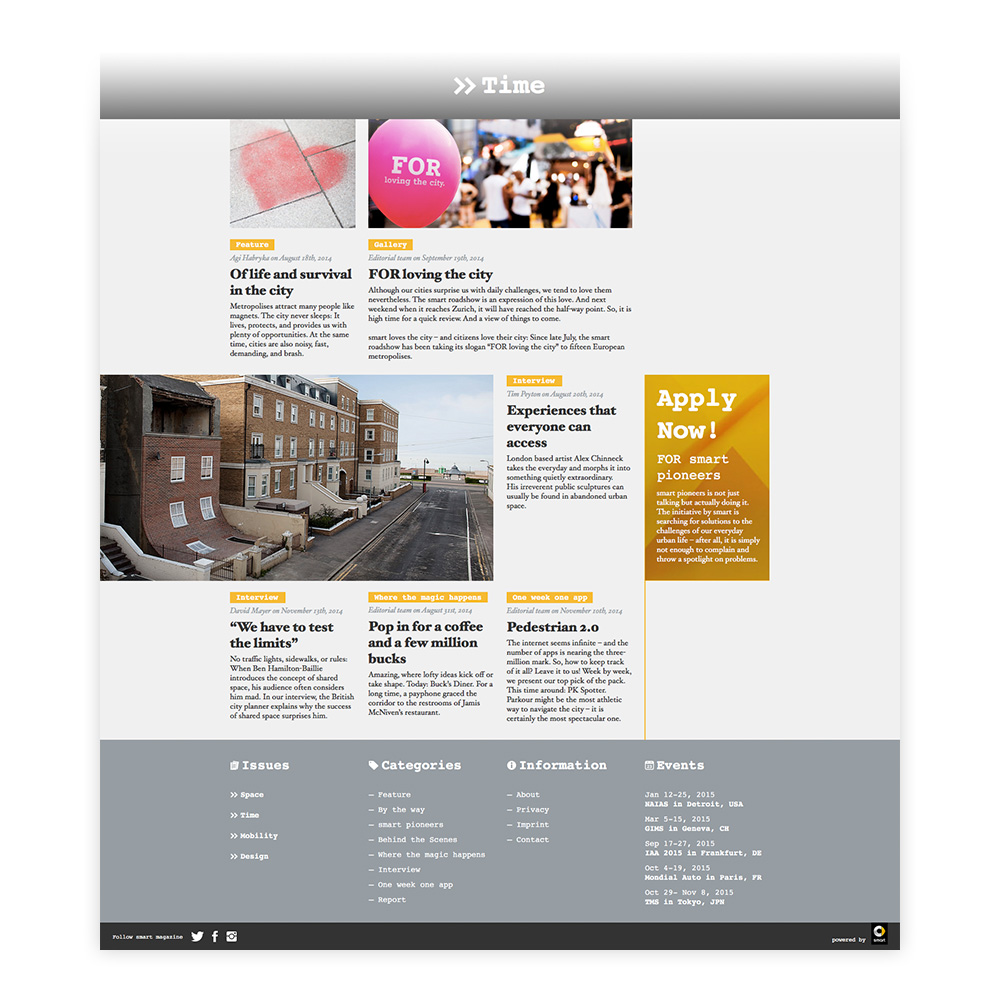 >> Time
FOR
loving the city.
Feature
Agi Habryka on August 18th, 2014
Of life and survival
in the city
Metropolises attract many people like
magnets. The city never sleeps: It
lives, protects, and provides us with
plenty of opportunities. At the same
time, cities are also noisy, fast,
demanding, and brash.
Gallery
Editorial team on September 19th, 2014
FOR loving the city
Although our cities surprise us with daily challenges, we tend to love them
nevertheless. The smart roadshow is an expression of this love. And next
weekend when it reaches Zurich, it will have reached the half-way point. So, it is
high time for a quick review. And a view of things to come.
smart loves the city – and citizens love their city: Since late July, the smart
roadshow has been taking its slogan “FOR loving the city” to fifteen European
metropolises.
Interview
Tim Peyton on August 20th, 2014
Experiences that
everyone can
access
London based artist Alex Chinneck
takes the everyday and morphs it into
something quietly extraordinary.
His irreverent public sculptures can
usually be found in abandoned urban
space.
Apply
Now!
FOR smart
pioneers
smart pioneers is not just
talking but actually doing it.
The initiative by smart is
searching for solutions to the
challenges of our everyday
urban life – after all, it is simply
not enough to complain and
throw a spotlight on problems.
Interview
David Mayer on November 13th, 2014
“We have to test
the limits”
No traffic lights, sidewalks, or rules:
When Ben Hamilton-Baillie
introduces the concept of shared
space, his audience often considers
him mad. In our interview, the British
city planner explains why the success
of shared space surprises him.
Where the magic happens
Editorial team on August 31st, 2014
Pop in for a coffee
and a few million
bucks
Amazing, where lofty ideas kick off or
take shape. Today: Buck’s Diner. For a
long time, a payphone graced the
corridor to the restrooms of Jamis
McNiven’s restaurant.
One week one app
Editorial team on November 10th, 2014
Pedestrian 2.0
The internet seems infinite – and the
number of apps is nearing the three-
million mark. So, how to keep track
of it all? Leave it to us! Week by week,
we present our top pick of the pack.
This time around: PK Spotter.
Parkour might be the most athletic
way to navigate the city – it is
certainly the most spectacular one.
Issues
>> Space
>> Time
>> Mobility
>> Design
Categories
– Feature
– By the way
– smart pioneers
– Behind the Scenes
– Where the magic happens
– Interview
– One week one app
– Report
Information
– About
– Privacy
– Imprint
– Contact
Events
Jan 12-25, 2015
NAIAS in Detroit, USA
Mar 5-15, 2015
GIMS in Geneva, CH
Sep 17-27, 2015
IAA 2015 in Frankfurt, DE
Oct 4-19, 2015
Mondial Auto in Paris, FR
Oct 29- Nov 8, 2015
TMS in Tokyo, JPN
Follow smart magazine
powered by
smart